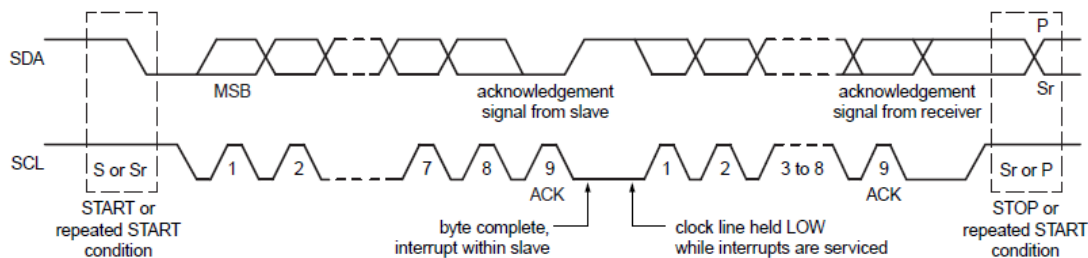 P
SDA
MSB
acknowledgement
signal from slave
acknowledgement
signal from receiver
Sr
SCL
S or Sr
1
2
7
8
9
1
2
3 to 8
9
Sr or P
ACK
ACK
START or
repeated START
condition
byte complete,
interrupt within slave
clock line held LOW
while interrupts are serviced
STOP or
repeated START
condition